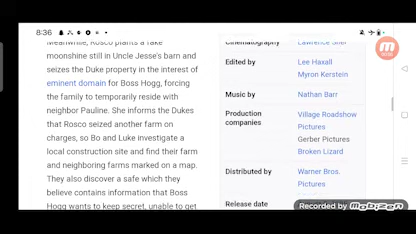 8:36
Meanwhile, Rosco plants a fake
moonshine still in Uncle Jesse's barn and
seizes the Duke property in the interest of
eminent domain for Boss Hogg, forcing
the family to temporarily reside with
neighbor Pauline. She informs the Dukes
that Rosco seized another farm on
charges, so Bo and Luke investigate a
local construction site and find their farm
and neighboring farms marked on a map.
They also discover a safe which they
believe contains information that Boss
Hogg wants to keep secret, unable to get
Cinematography Lawrence Sher
Edited by Lee Haxall
Myron Kerstein
Music by Nathan Barr
Production Village Roadshow
companies Pictures
Gerber Pictures
Broken Lizard
Distributed by Warner Bros.
Pictures
Release date
Recorded by mobizen